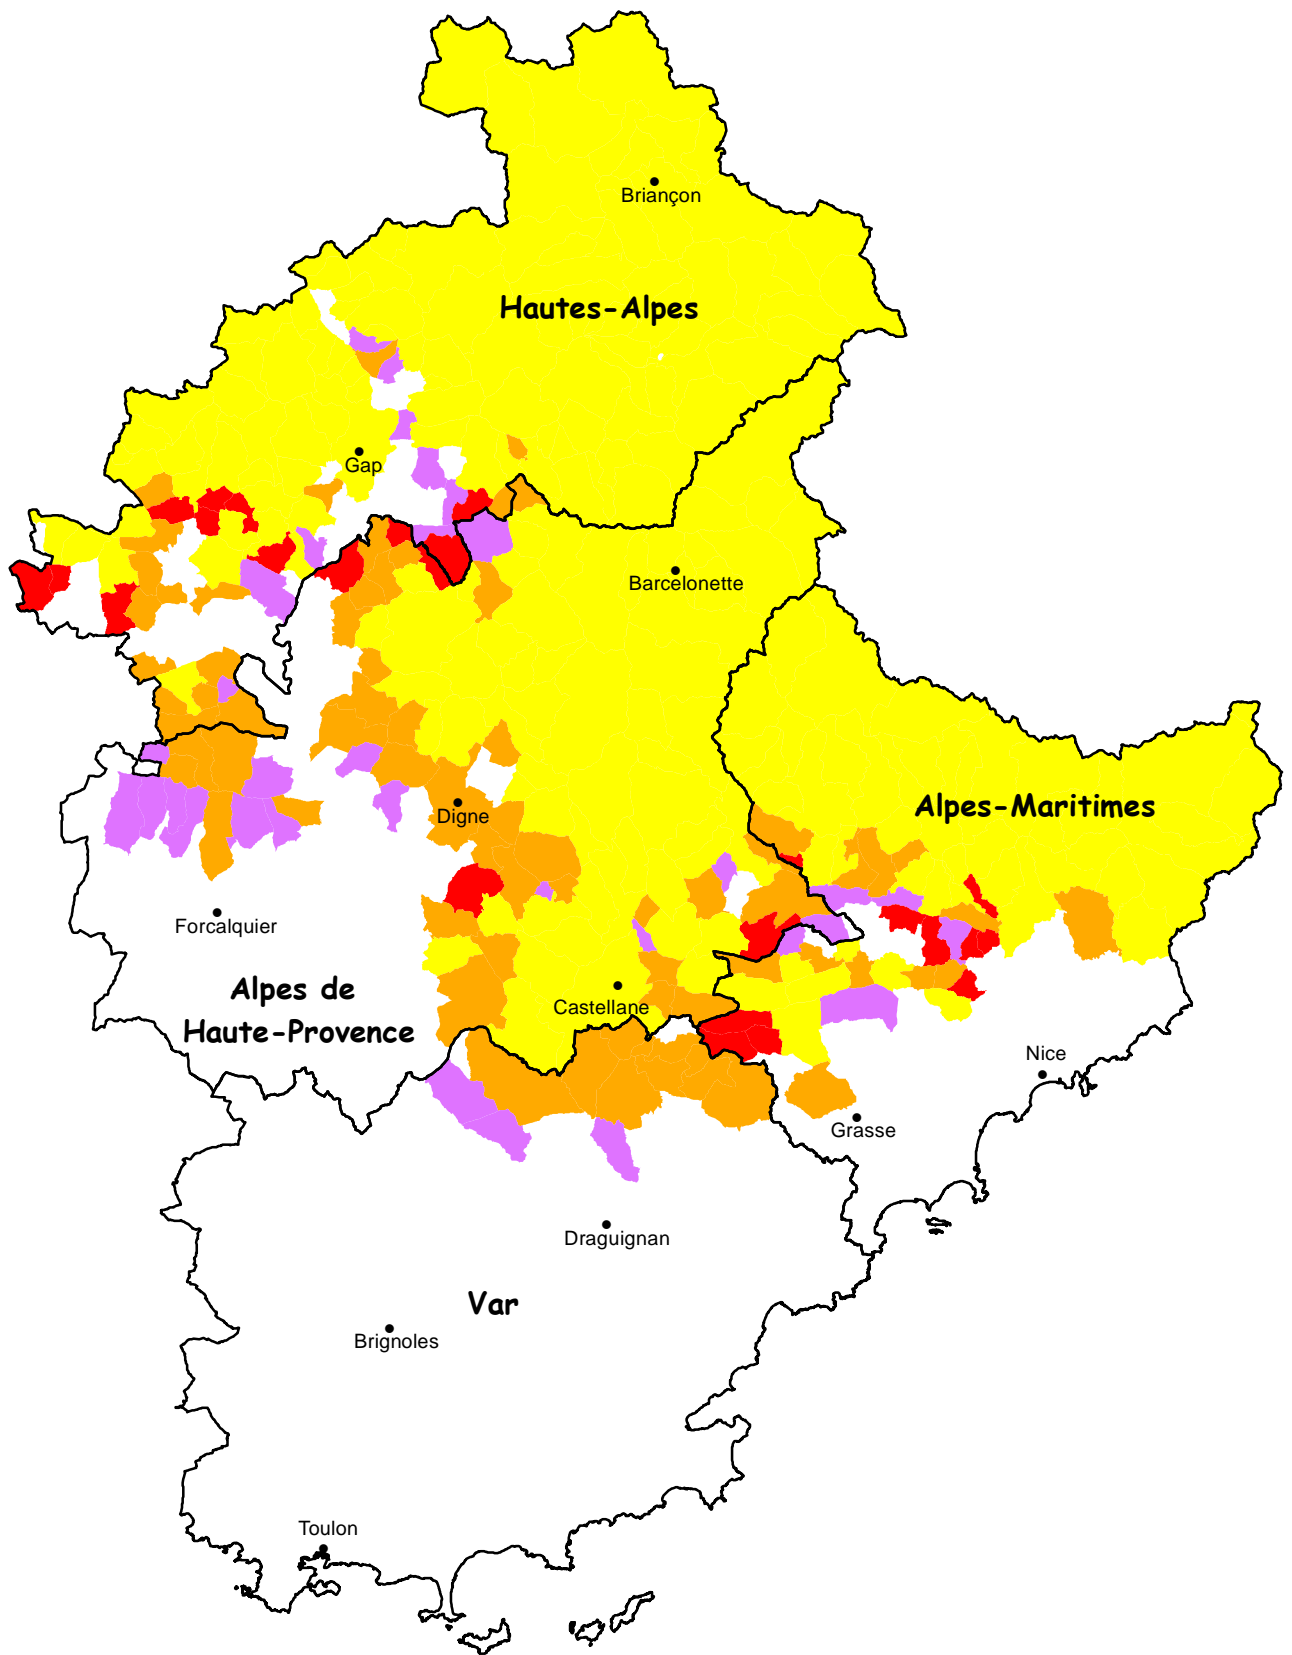 Briançon
Hautes-Alpes
Gap
Barcelonette
Alpes-Maritimes
Digne
Forcalquier
Alpes de
Haute-Provence
Castellane
Nice
Grasse
Draguignan
Var
Brignoles
Toulon